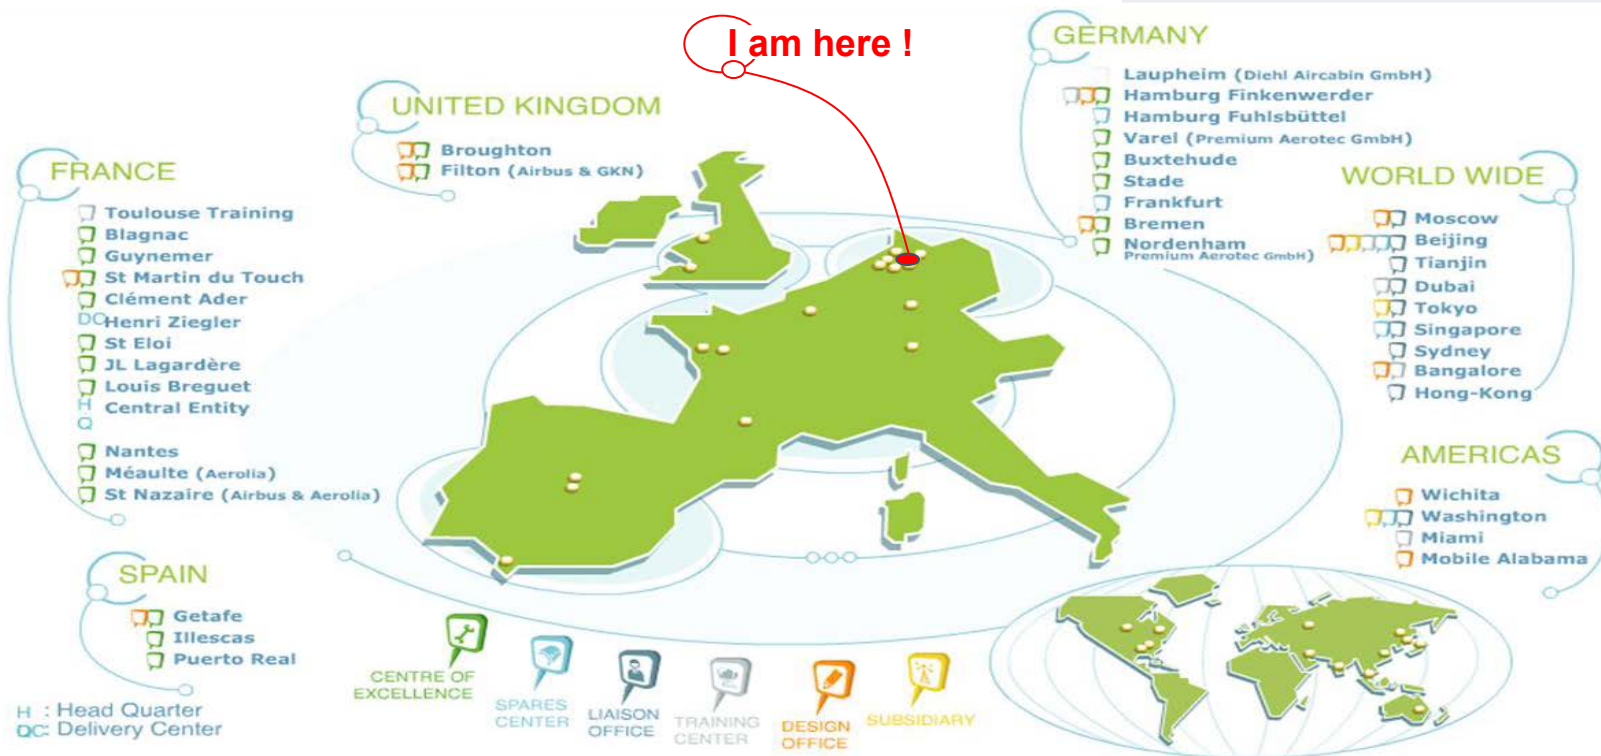 I am here !
GERMANY
Laupheim (Diehl Aircabin GmbH)
Hamburg Finkenwerder
Hamburg Fuhlsbüttel
Varel (Premium Aerotec GmbH)
Buxtehude
Stade
Frankfurt
Bremen
Nordenham
Premium Aerotec GmbH)
UNITED KINGDOM
Broughton
Filton (Airbus & GKN)
FRANCE
Toulouse Training
Blagnac
Guynemer
St Martin du Touch
Clément Ader
DC Henri Ziegler
St Eloi
JL Lagardère
Louis Breguet
H Central Entity
Q
Nantes
Méaulte (Aerolia)
St Nazaire (Airbus & Aerolia)
WORLD WIDE
Moscow
Beijing
Tianjin
Dubai
Tokyo
Singapore
Sydney
Bangalore
Hong-Kong
AMERICAS
Wichita
Washington
Miami
Mobile Alabama
SPAIN
Getafe
Illescas
Puerto Real
H : Head Quarter
DC: Delivery Center
CENTRE OF
EXCELLENCE
SPARES
CENTER
LIAISON
OFFICE
TRAINING
CENTER
DESIGN
OFFICE
SUBSIDIARY